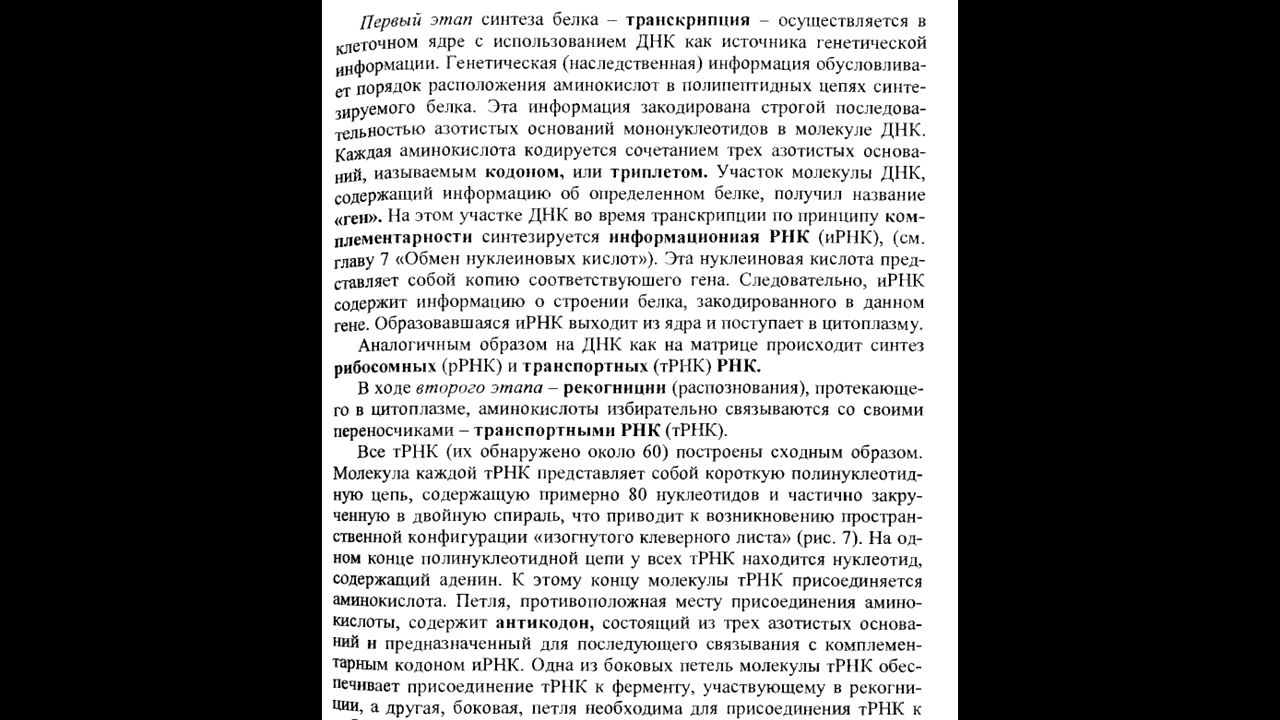 Первый этап синтеза белка – транскрипция – осуществляется в
клеточном ядре с использованием ДНК как источника генетической
информации. Генетическая (наследственная) информация обусловлива-
ет порядок расположения аминокислот в полипептидных цепях синте-
зируемого белка. Эта информация закодирована строгой последова-
тельностью азотистых оснований мононуклеотидов в молекуле ДНК.
Каждая аминокислота кодируется сочетанием трех азотистых основа-
ний, называемым кодоном, или триплетом. Участок молекулы ДНК,
содержащий информацию об определенном белке, получил название
«ген». На этом участке ДНК во время транскрипции по принципу ком-
плементарности синтезируется информационная РНК (иРНК), (см.
главу 7 «Обмен нуклеиновых кислот»). Эта нуклеиновая кислота пред-
ставляет собой копию соответствующего гена. Следовательно, иРНК
содержит информацию о строении белка, закодированного в данном
гене. Образовавшаяся иРНК выходит из ядра и поступает в цитоплазму.
Аналогичным образом на ДНК как на матрице происходит синтез
рибосомных (рРНК) и транспортных (тРНК) РНК.
В ходе второго этапа – рекогниции (распознования), протекающе-
го в цитоплазме, аминокислоты избирательно связываются со своими
переносчиками – транспортными РНК (тРНК).
Все тРНК (их обнаружено около 60) построены сходным образом.
Молекула каждой тРНК представляет собой короткую полинуклеотид-
ную цепь, содержащую примерно 80 нуклеотидов и частично закру-
ченную в двойную спираль, что приводит к возникновению простран-
ственной конфигурации «изогнутого клеверного листа» (рис. 7). На од-
ном конце полинуклеотидной цепи у всех тРНК находится нуклеотид,
содержащий аденин. К этому концу молекулы тРНК присоединяется
аминокислота. Петля, противоположная месту присоединения амино-
кислоты, содержит антикодон, состоящий из трех азотистых основа-
ний и предназначенный для последующего связывания с комплемен-
тарным кодоном иРНК. Одна из боковых петель молекулы тРНК обес-
печивает присоединение тРНК к ферменту, участвующему в рекогни-
ции, а другая, боковая, петля необходима для присоединения тРНК к